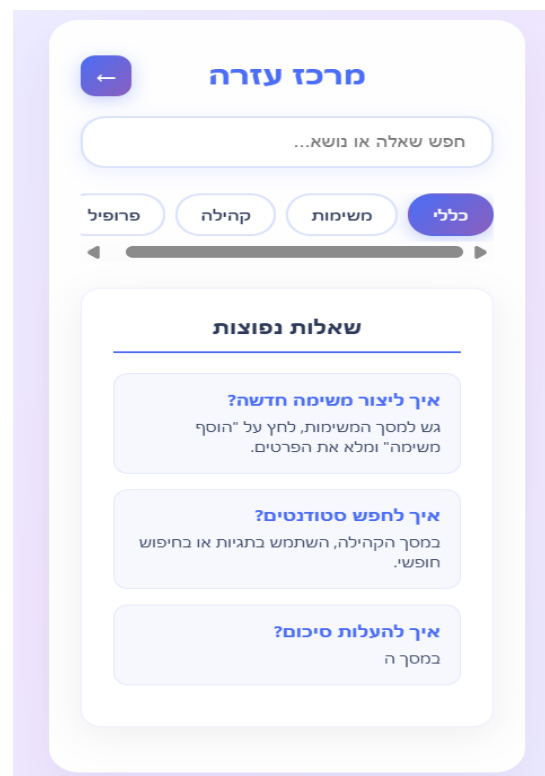 מרכז עזרה
←
חפש שאלה או נושא...
כללי
משימות
קהילה
פרופיל
שאלות נפוצות
איך ליצור משימה חדשה?
גש למסך המשימות, לחץ על "הוסף
משימה" ומלא את הפרטים.
איך לחפש סטודנטים?
במסך הקהילה, השתמש בתגיות או בחיפוש
חופשי.
איך להעלות סיכום?
במסך ה